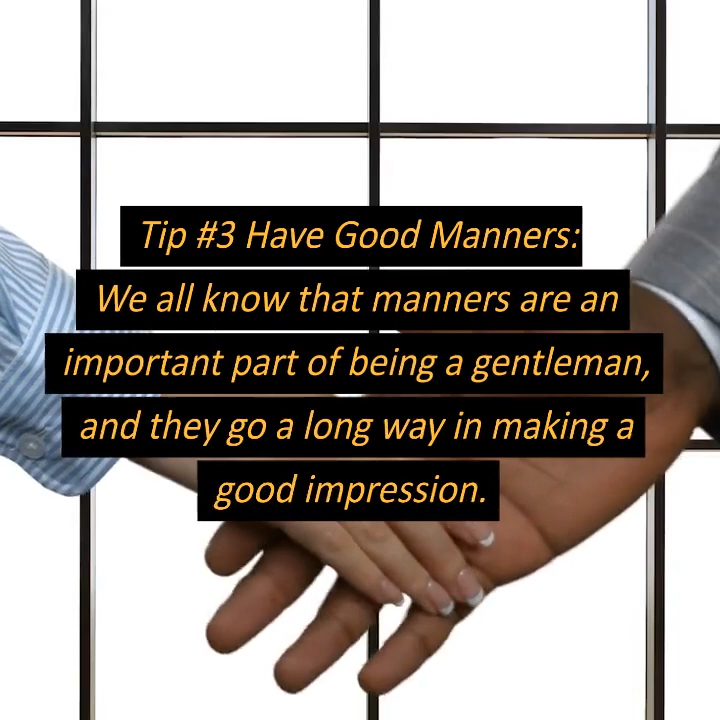 Tip #3 Have Good Manners:
We all know that manners are an
important part of being a gentleman,
and they go a long way in making a
good impression.